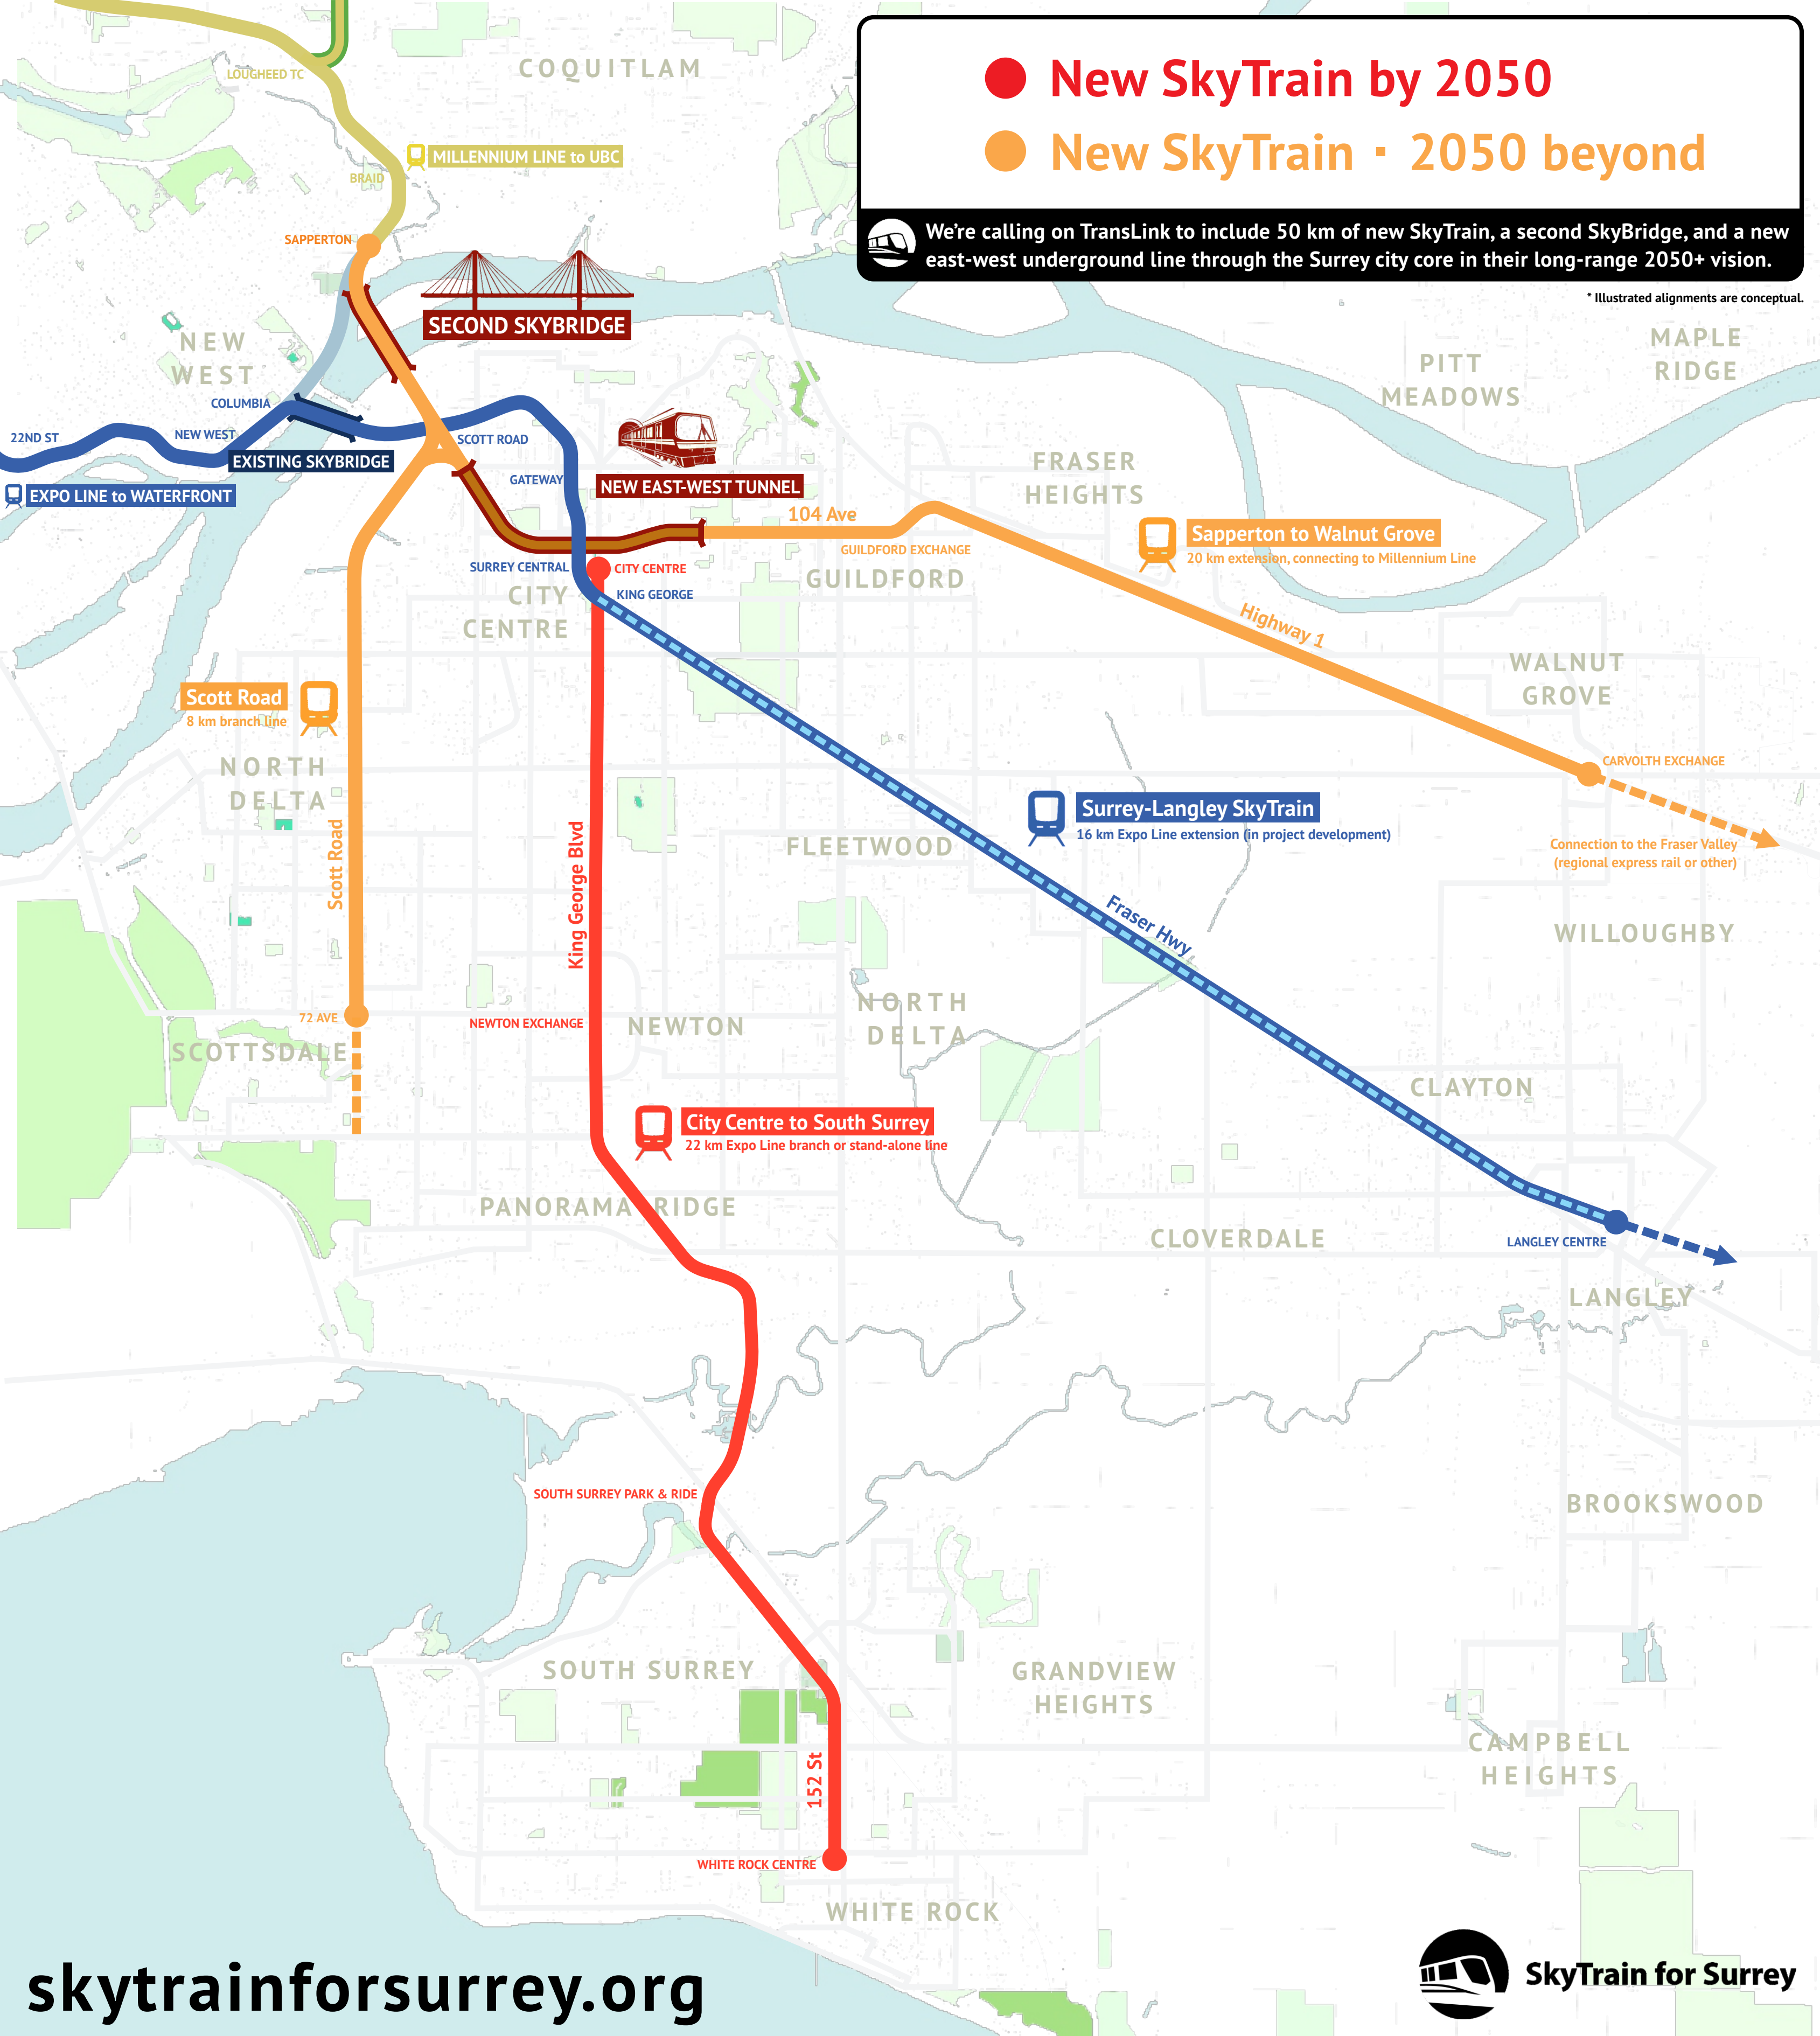 New SkyTrain by 2050
New SkyTrain · 2050 beyond
We're calling on TransLink to include 50 km of new SkyTrain, a second SkyBridge, and a new
east-west underground line through the Surrey city core in their long-range 2050+ vision.
* Illustrated alignments are conceptual.
COQUITLAM
LOUGHEED TC
MILLENNIUM LINE to UBC
BRAID
SAPPERTON
SECOND SKYBRIDGE
NEW
WEST
PITT
MEADOWS
MAPLE
RIDGE
COLUMBIA
22ND ST
NEW WEST
SCOTT ROAD
EXISTING SKYBRIDGE
EXPO LINE to WATERFRONT
GATEWAY
NEW EAST-WEST TUNNEL
FRASER
HEIGHTS
104 Ave
GUILDFORD EXCHANGE
Sapperton to Walnut Grove
20 km extension, connecting to Millennium Line
SURREY CENTRAL
CITY CENTRE
KING GEORGE
CITY
CENTRE
GUILDFORD
Highway 1
WALNUT
GROVE
Scott Road
8 km branch line
NORTH
DELTA
CARVOLTH EXCHANGE
Surrey-Langley SkyTrain
16 km Expo Line extension (in project development)
Connection to the Fraser Valley
(regional express rail or other)
Scott Road
King George Blvd
FLEETWOOD
Fraser Hwy
WILLOUGHBY
72 AVE
NEWTON EXCHANGE
NEWTON
NORTH
DELTA
SCOTTSDALE
CLAYTON
City Centre to South Surrey
22 km Expo Line branch or stand-alone line
PANORAMA RIDGE
CLOVERDALE
LANGLEY CENTRE
LANGLEY
SOUTH SURREY PARK & RIDE
BROOKSWOOD
SOUTH SURREY
GRANDVIEW
HEIGHTS
152 St
CAMPBELL
HEIGHTS
WHITE ROCK CENTRE
WHITE ROCK
skytrainforsurrey.org
SkyTrain for Surrey